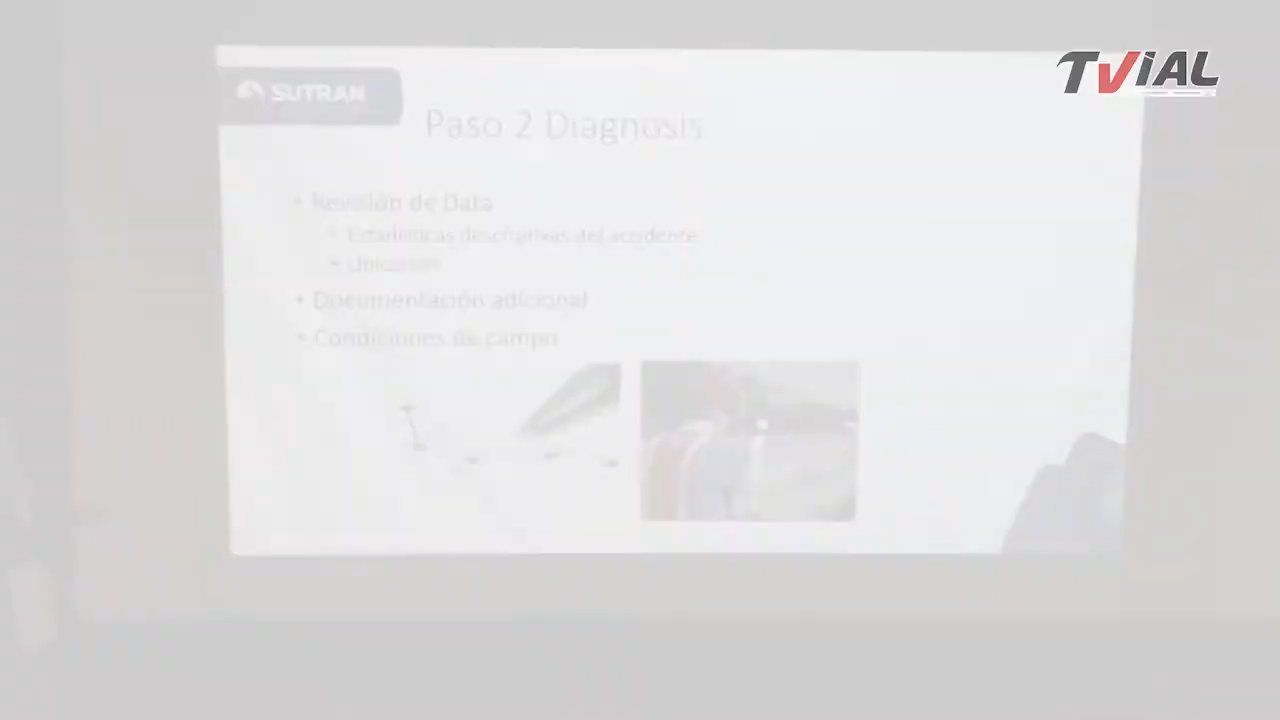 TViAL
SUTRAN
Paso 2 Diagnosis
• Revisión de Data
• Estadísticas descriptivas del accidente
• Ubicación
• Documentación adicional
• Condiciones de campo